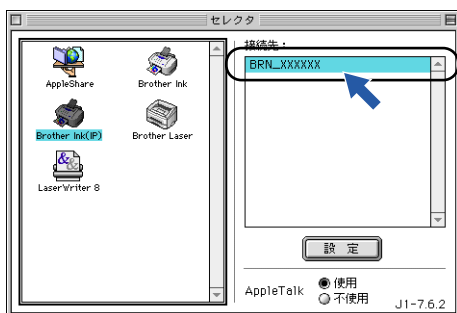 セレクタ
AppleShare
Brother Ink
Brother Ink(IP)
Brother Laser
LaserWriter 8
接続先：
BRN_XXXXXX
設 定
AppleTalk
使用
不使用
J1-7.6.2